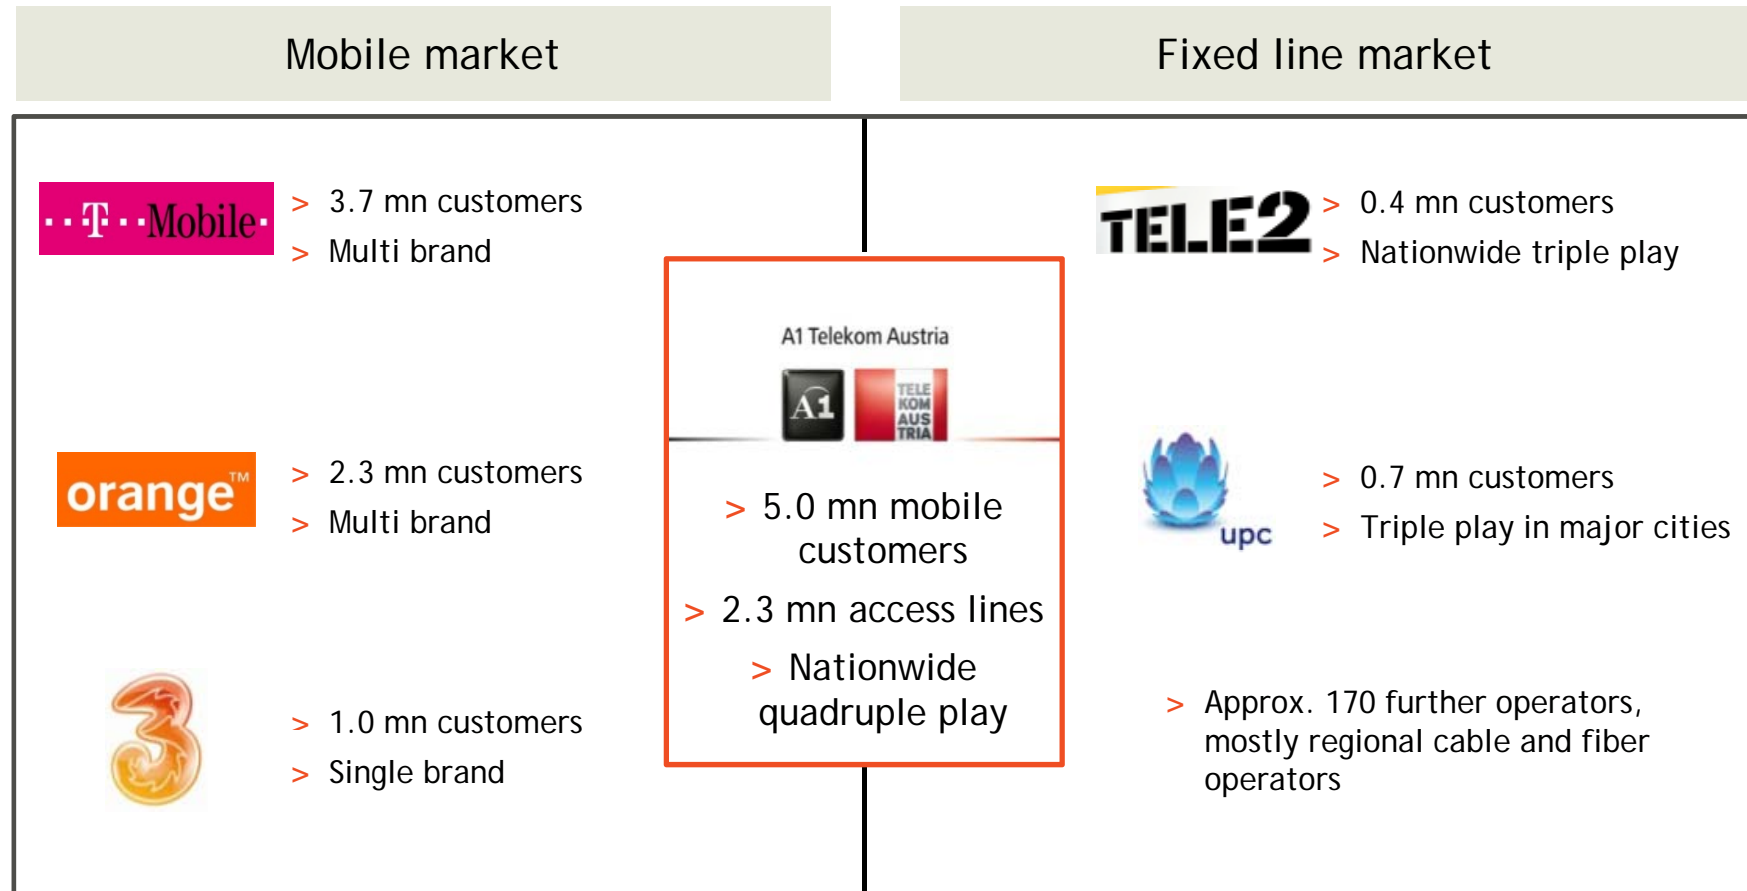 Mobile market
Fixed line market
··T··Mobile·
> 3.7 mn customers
> Multi brand
orange™
> 2.3 mn customers
> Multi brand
3
> 1.0 mn customers
> Single brand
A1 Telekom Austria
A1
TELE
KOM
AUS
TRIA
> 5.0 mn mobile
customers
> 2.3 mn access lines
> Nationwide
quadruple play
TELE2
> 0.4 mn customers
> Nationwide triple play
upc
> 0.7 mn customers
> Triple play in major cities
> Approx. 170 further operators,
mostly regional cable and fiber
operators